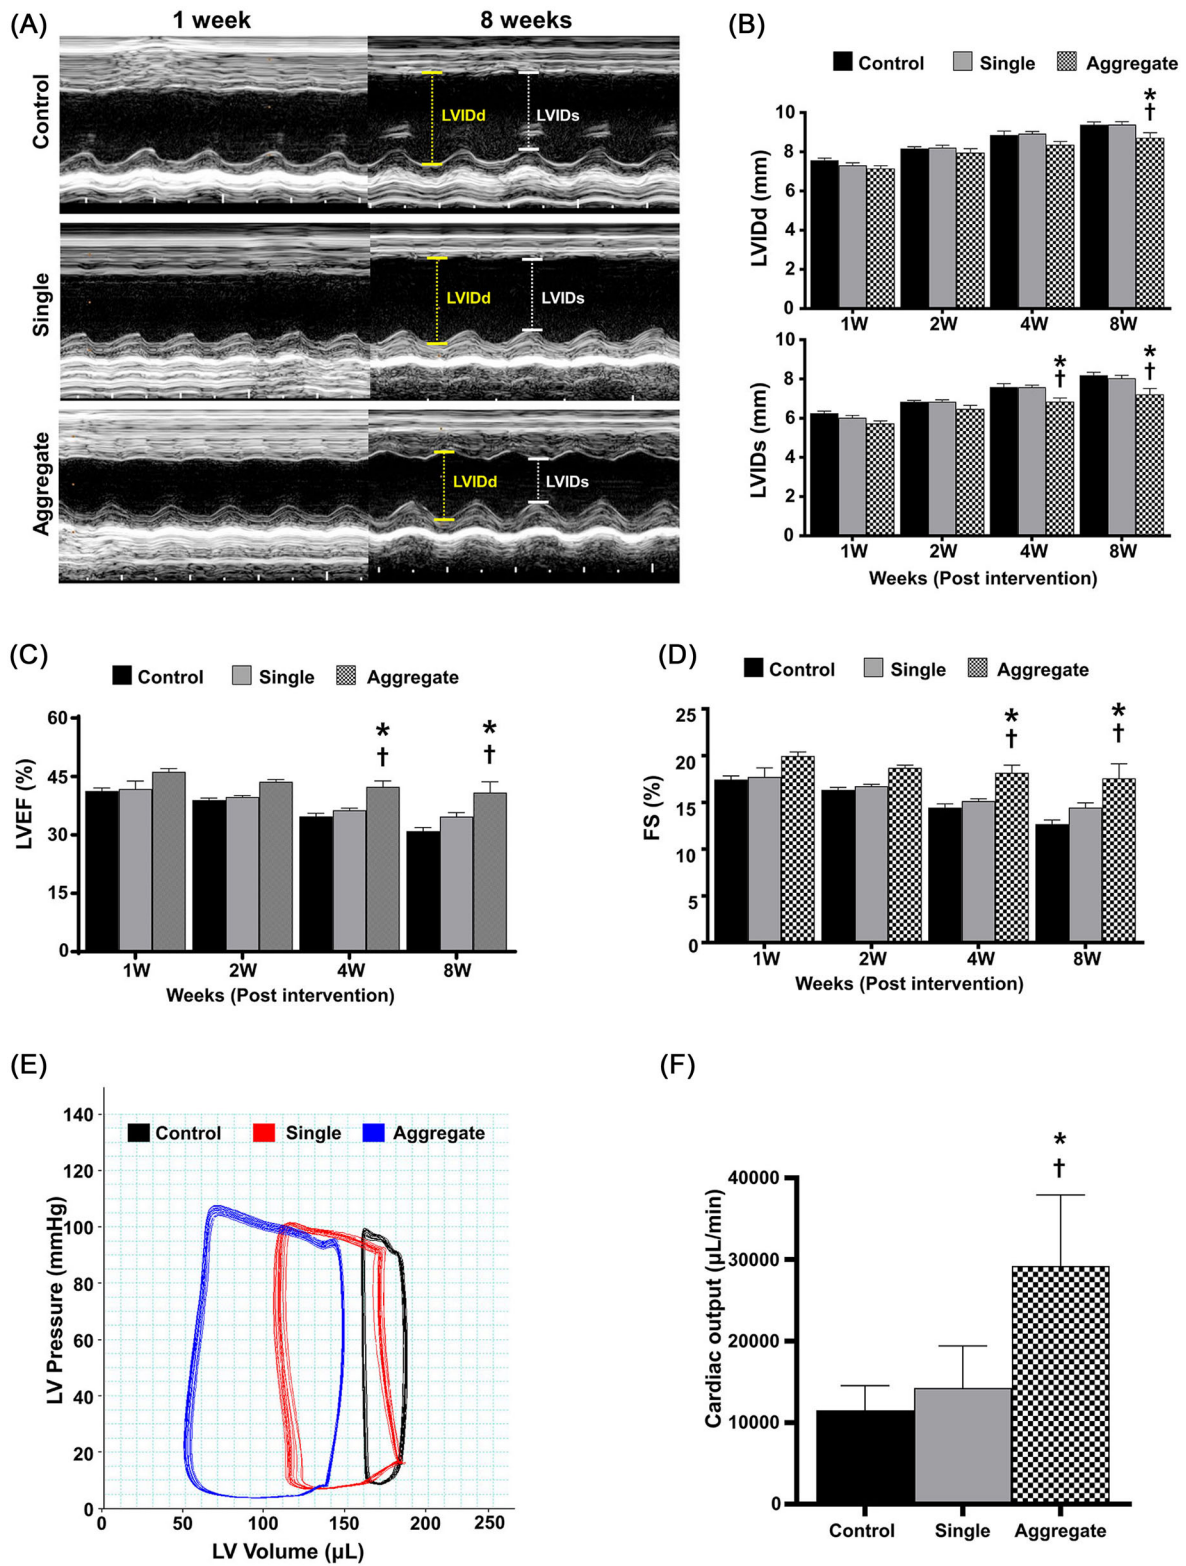 (A)
1 week 8 weeks
Control
LVIDd LVIDs
Single
LVIDd LVIDs
Aggregate
LVIDd LVIDs
(B)
Control Single Aggregate
LVIDd (mm)
10
8
6
4
2
0
*
†
1W 2W 4W 8W
LVIDs (mm)
10
8
6
4
2
0
* *
† †
1W 2W 4W 8W
Weeks (Post intervention)
(C)
Control Single Aggregate
LVEF (%)
60
45
30
15
0
* *
† †
1W 2W 4W 8W
Weeks (Post intervention)
(D)
Control Single Aggregate
FS (%)
25
20
15
10
5
0
* *
† †
1W 2W 4W 8W
Weeks (Post intervention)
(E)
Control Single Aggregate
LV Pressure (mmHg)
140
120
100
80
60
40
20
0
0 50 100 150 200 250
LV Volume (µL)
(F)
Cardiac output (µL/min)
40000
30000
20000
10000
0
*
†
Control Single Aggregate